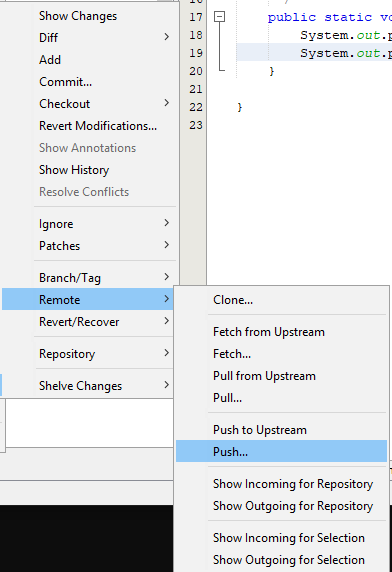 Show Changes
Diff
Add
Commit...
Checkout
Revert Modifications...
Show Annotations
Show History
Resolve Conflicts
Ignore
Patches
Branch/Tag
Remote
Revert/Recover
Repository
Shelve Changes
Clone...
Fetch from Upstream
Fetch...
Pull from Upstream
Pull...
Push to Upstream
Push...
Show Incoming for Repository
Show Outgoing for Repository
Show Incoming for Selection
Show Outgoing for Selection
17 public static vo
18 System.out.p
19 System.out.p
20 }
21
22 }
23